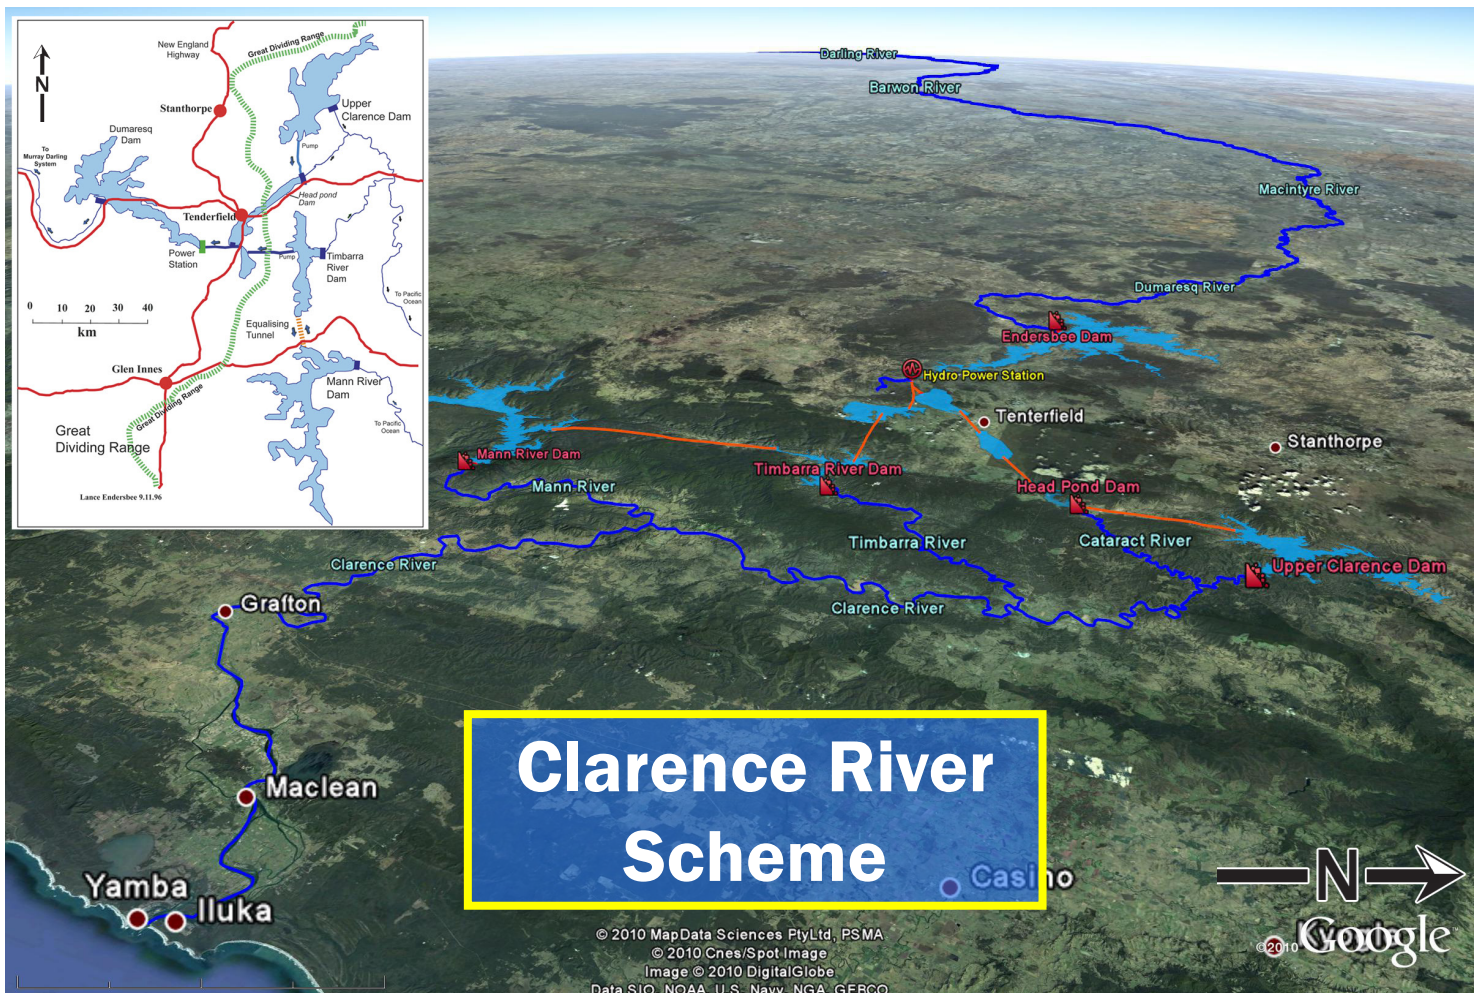 New England
Highway
Great Dividing Range
N
Stanthorpe
Upper
Clarence Dam
Dumaresq
Dam
To
Murray Darling
System
Pump
Head pond
Dam
Tenderfield
Power
Station
Pump
Timbarra
River
Dam
0 10 20 30 40
km
To Pacific
Ocean
Equalising
Tunnel
Glen Innes
Great Dividing Range
Mann River
Dam
Great
Dividing Range
To Pacific
Ocean
Lance Endersbee 9.11.96
Darling River
Barwon River
Macintyre River
Dumaresq River
Endersbee Dam
Hydro Power Station
Tenterfield
Stanthorpe
Mann River Dam
Timbarra River Dam
Mann River
Head Pond Dam
Timbarra River
Cataract River
Upper Clarence Dam
Clarence River
Clarence River
Grafton
Maclean
Yamba
Iluka
Clarence River
Scheme
Casino
N
© 2010 MapData Sciences PtyLtd, PSMA
© 2010 Cnes/Spot Image
Image © 2010 DigitalGlobe
Data SIO, NOAA, U.S. Navy, NGA, GEBCO
©2010 Google